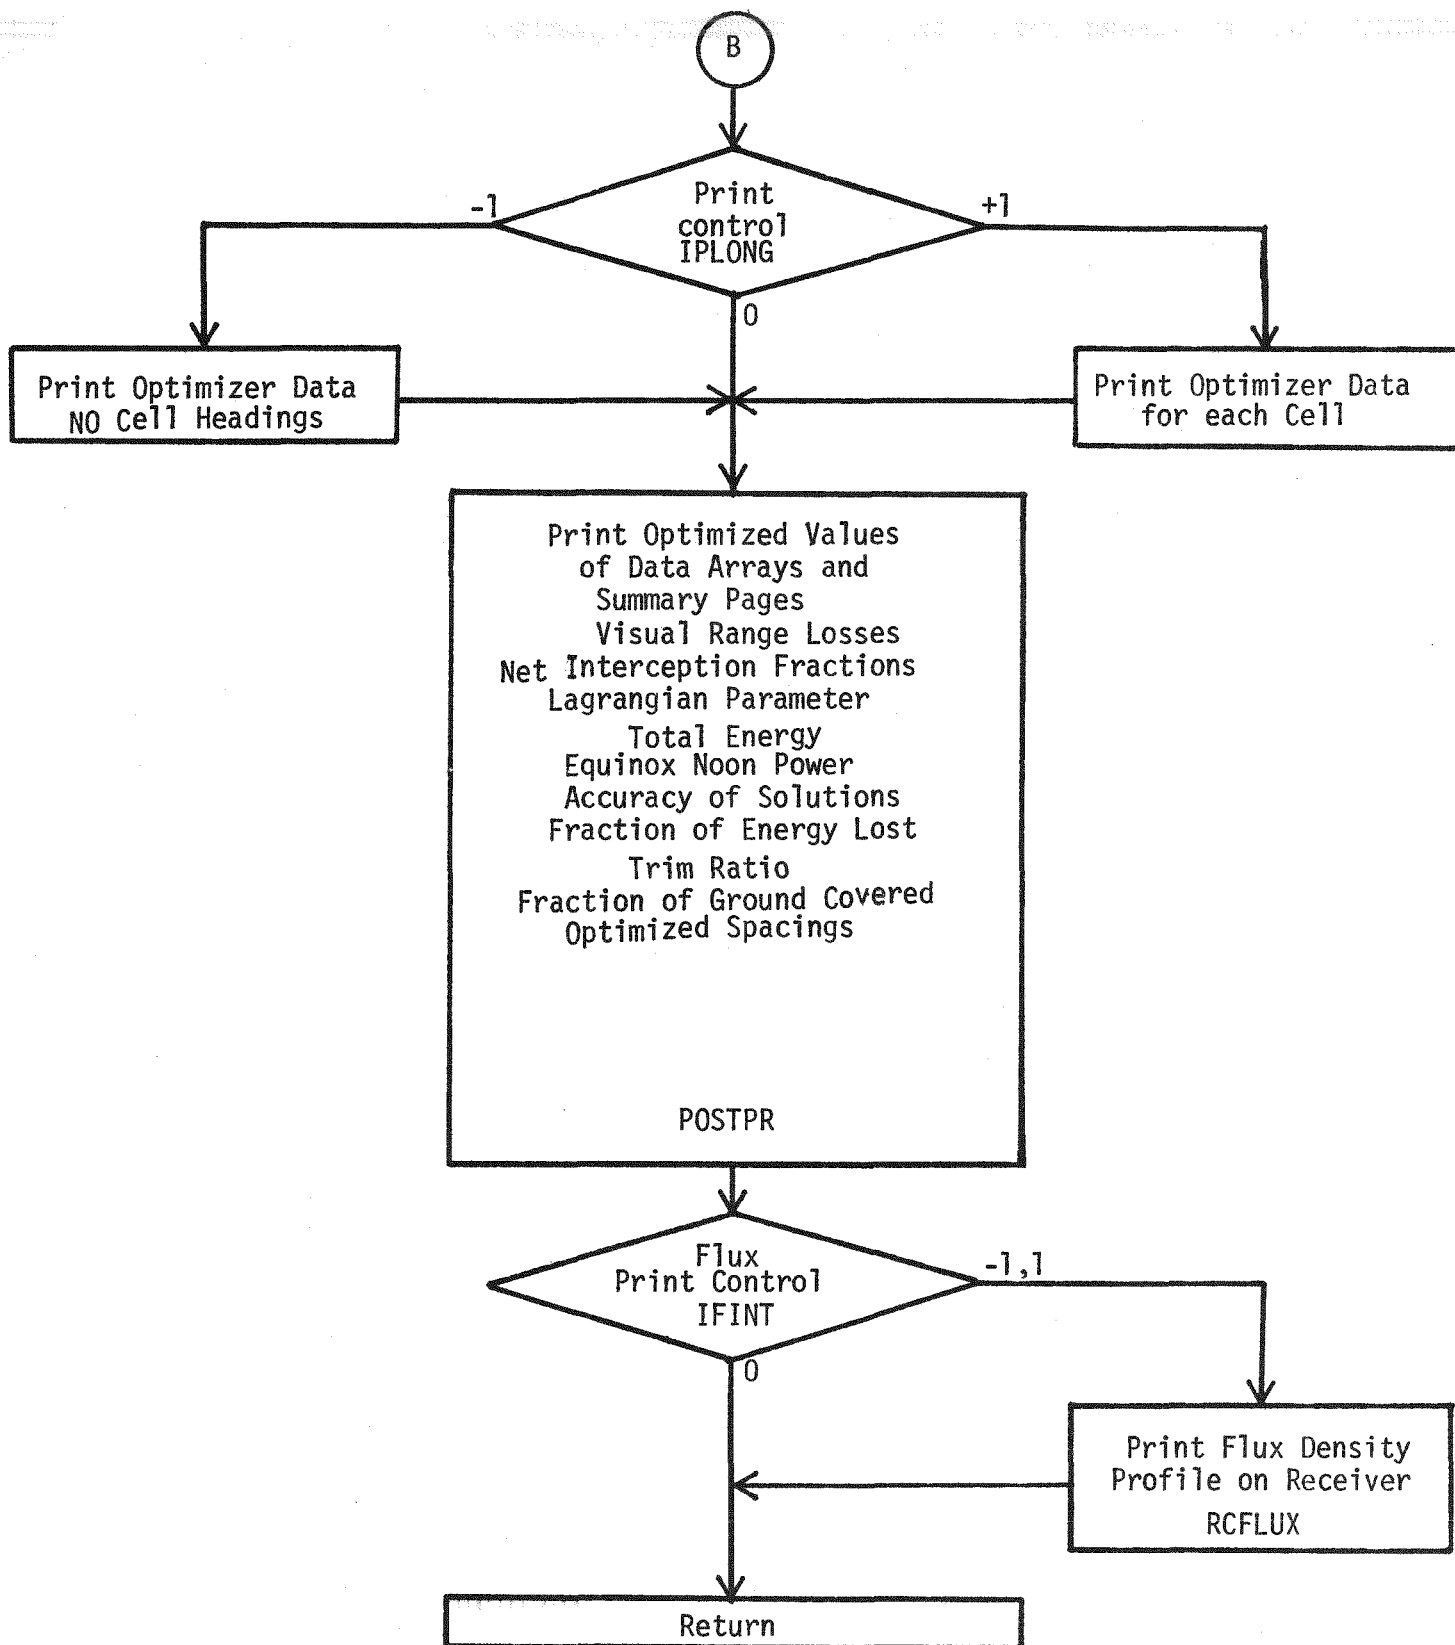 B
Print
control
IPLONG
-1
+1
0
Print Optimizer Data
NO Cell Headings
Print Optimizer Data
for each Cell
Print Optimized Values
of Data Arrays and
Summary Pages
Visual Range Losses
Net Interception Fractions
Lagrangian Parameter
Total Energy
Equinox Noon Power
Accuracy of Solutions
Fraction of Energy Lost
Trim Ratio
Fraction of Ground Covered
Optimized Spacings
POSTPR
Flux
Print Control
IFINT
-1,1
0
Print Flux Density
Profile on Receiver
RCFLUX
Return